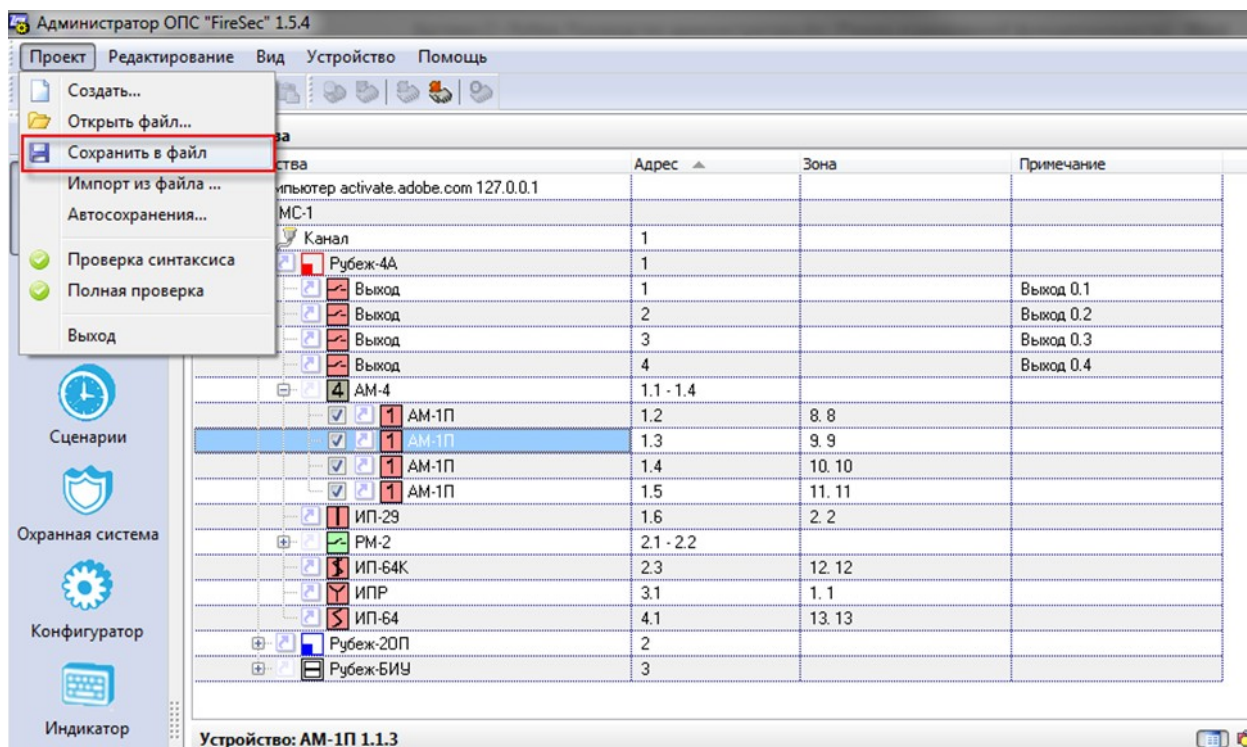 Администратор ОПС "FireSec" 1.5.4
Проект Редактирование Вид Устройство Помощь
Создать...
Открыть файл...
Сохранить в файл
Импорт из файла ...
Автосохранения...
Проверка синтаксиса
Полная проверка
Выход
Сценарии
Охранная система
Конфигуратор
Индикатор
Адрес Зона Примечание
activate.adobe.com 127.0.0.1
МС-1
Канал 1
Рубеж-4А 1
Выход 1 Выход 0.1
Выход 2 Выход 0.2
Выход 3 Выход 0.3
Выход 4 Выход 0.4
4 АМ-4 1.1 - 1.4
1 АМ-1П 1.2 8. 8
1 АМ-1П 1.3 9. 9
1 АМ-1П 1.4 10. 10
1 АМ-1П 1.5 11. 11
ИП-29 1.6 2. 2
РМ-2 2.1 - 2.2
ИП-64К 2.3 12. 12
ИПР 3.1 1. 1
ИП-64 4.1 13. 13
Рубеж-2ОП 2
Рубеж-БИУ 3
Устройство: АМ-1П 1.1.3